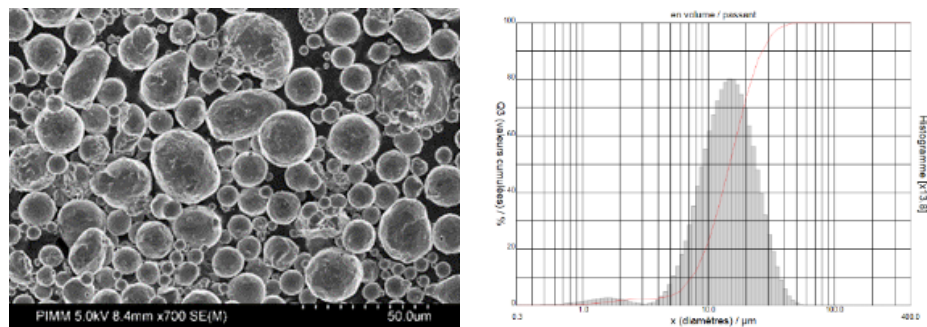 PIMM 5.0kV 8.4mm x700 SE(M)
50.0um
en volume / passant
Q3 (valeurs cumulées) / %
100
80
60
40
20
0
Histogramme [x13.8]
0.3
1.0
10.0
100.0
400.0
x (diamètres) / µm